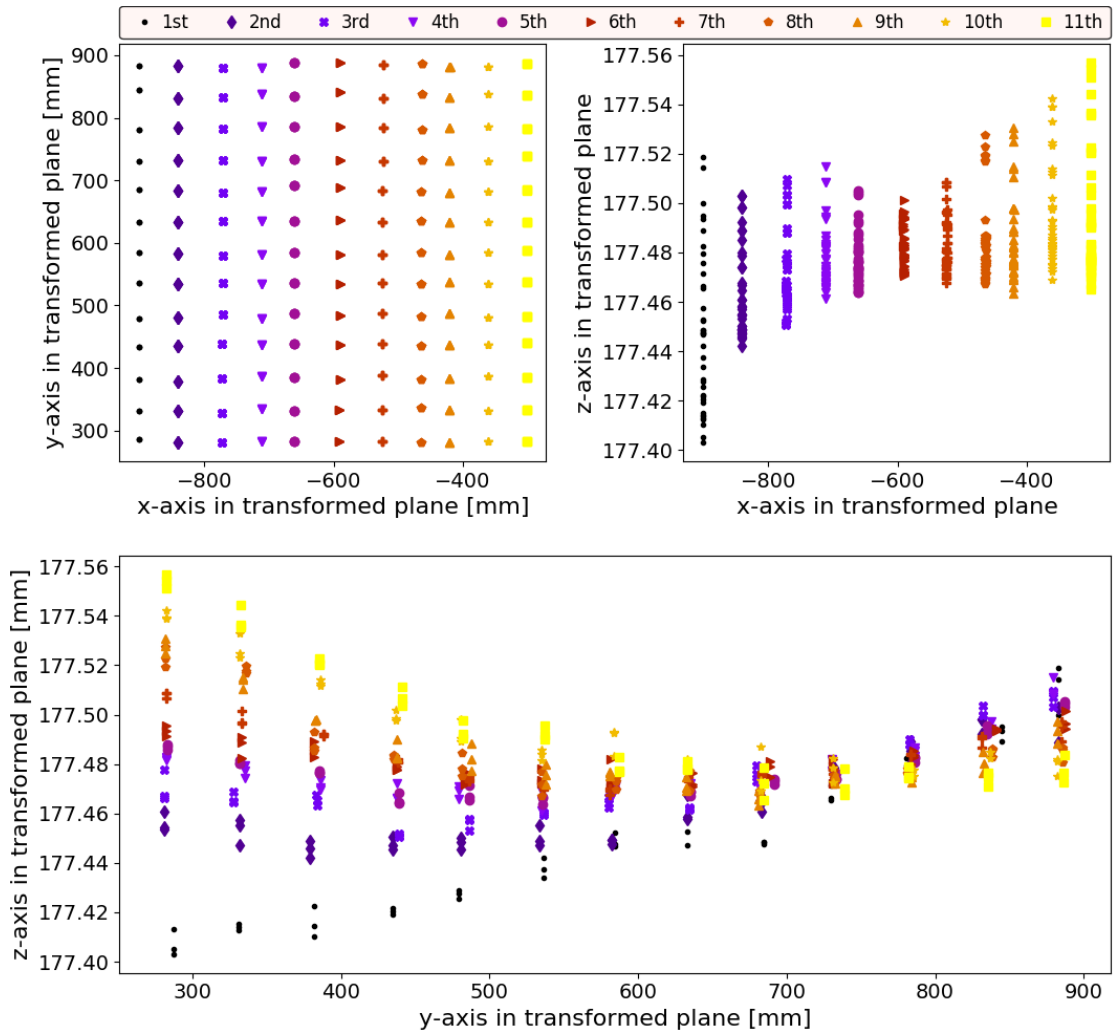 1st 2nd 3rd 4th 5th 6th 7th 8th 9th 10th 11th
y-axis in transformed plane [mm]
900
800
700
600
500
400
300
−800 −600 −400
x-axis in transformed plane [mm]
z-axis in transformed plane
177.56
177.54
177.52
177.50
177.48
177.46
177.44
177.42
177.40
−800 −600 −400
x-axis in transformed plane
z-axis in transformed plane [mm]
177.56
177.54
177.52
177.50
177.48
177.46
177.44
177.42
177.40
300 400 500 600 700 800 900
y-axis in transformed plane [mm]